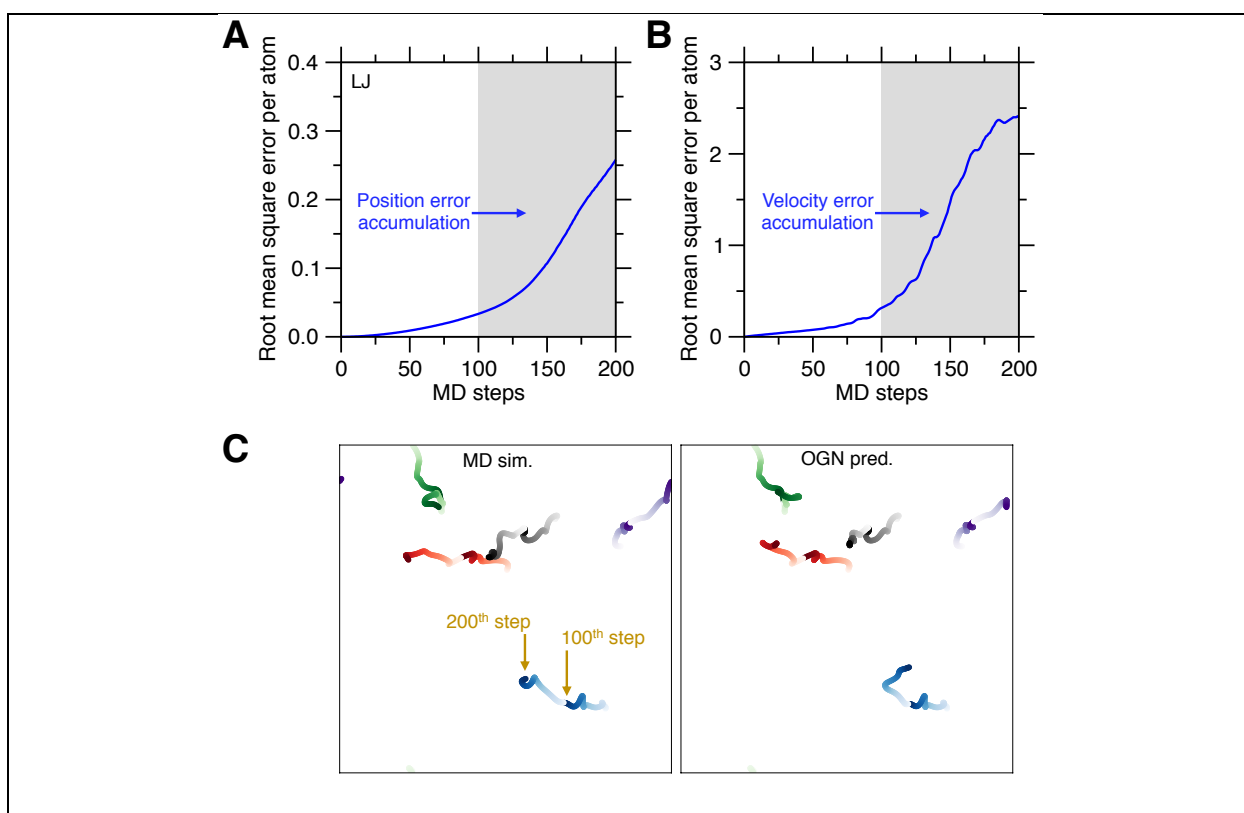 A
Root mean square error per atom
0.4
0.3
0.2
0.1
0.0
LJ
Position error
accumulation
0 50 100 150 200
MD steps
B
Root mean square error per atom
3
2
1
0
Velocity error
accumulation
0 50 100 150 200
MD steps
C
MD sim.
200th step
100th step
OGN pred.